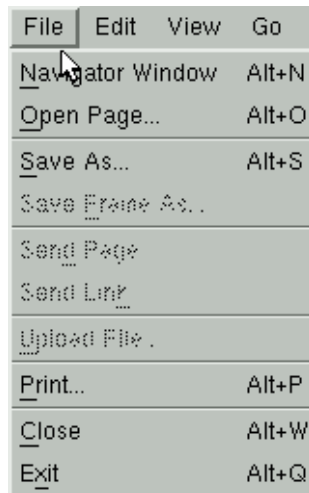 File Edit View Go
Navigator Window Alt+N
Open Page... Alt+O
Save As... Alt+S
Save Frame As...
Send Page
Send Link
Upload File...
Print... Alt+P
Close Alt+W
Exit Alt+Q